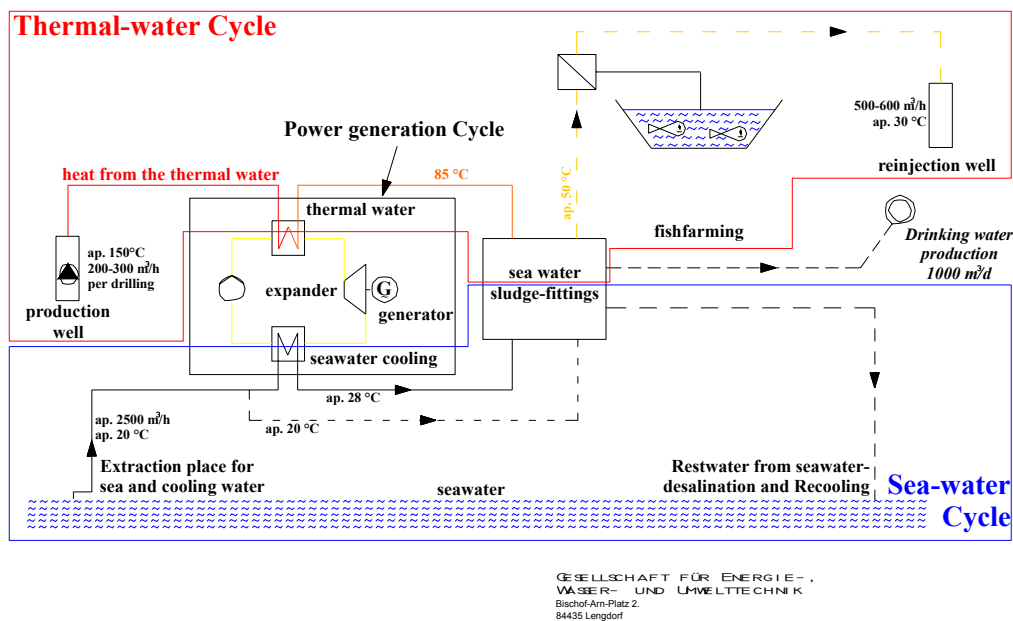 Thermal-water Cycle
Power generation Cycle
heat from the thermal water
85 °C
thermal water
ap. 150°C
200-300 m³/h
per drilling
production
well
expander
G
generator
seawater cooling
ap. 50 °C
sea water
sludge-fittings
500-600 m³/h
ap. 30 °C
reinjection well
fishfarming
Drinking water
production
1000 m³/d
ap. 28 °C
ap. 20 °C
ap. 2500 m³/h
ap. 20 °C
Extraction place for
sea and cooling water
seawater
Restwater from seawater-
desalination and Recooling
Sea-water
Cycle
GESELLSCHAFT FÜR ENERGIE-,
WASSER- UND UMWELTTECHNIK
Bischof-Arn-Platz 2.
84435 Lengdorf